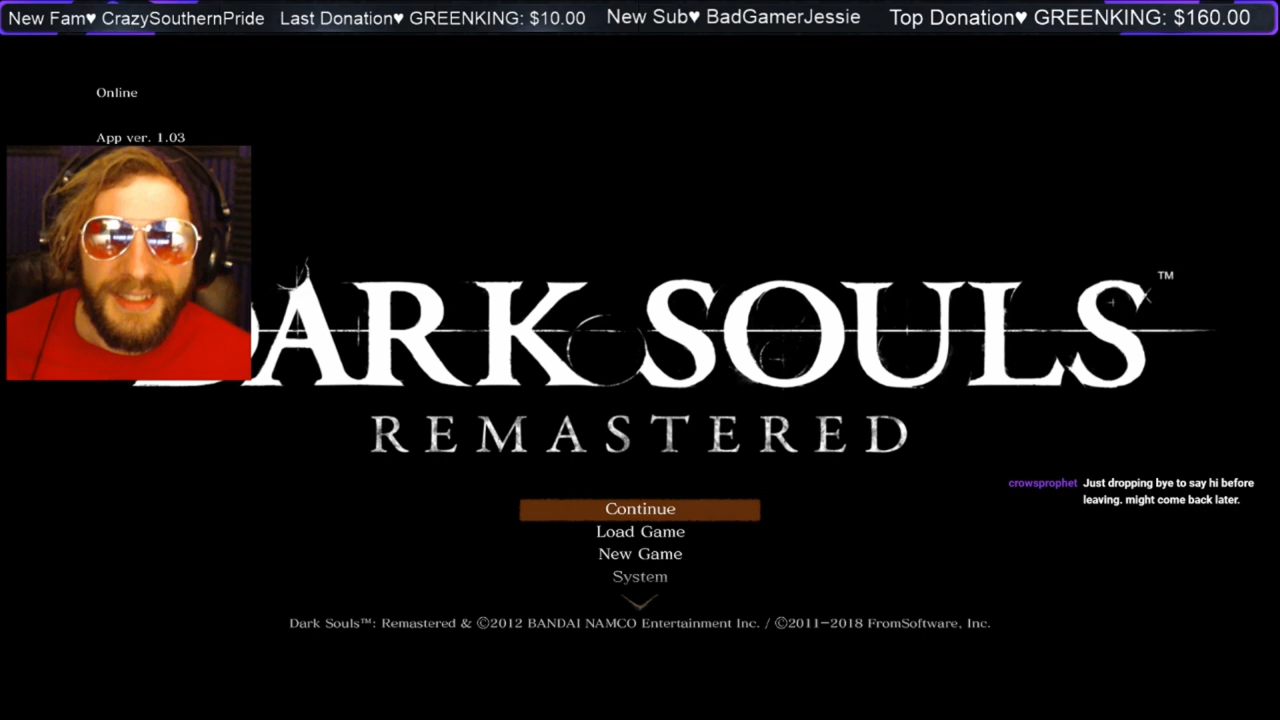 New Fam♥ CrazySouthernPride Last Donation♥ GREENKING: $10.00 New Sub♥ BadGamerJessie Top Donation♥ GREENKING: $160.00
Online
App ver. 1.03
DARK SOULS™
REMASTERED
crowsprophet Just dropping bye to say hi before
leaving. might come back later.
Continue
Load Game
New Game
System
Dark Souls™: Remastered & ©2012 BANDAI NAMCO Entertainment Inc. / ©2011-2018 FromSoftware, Inc.